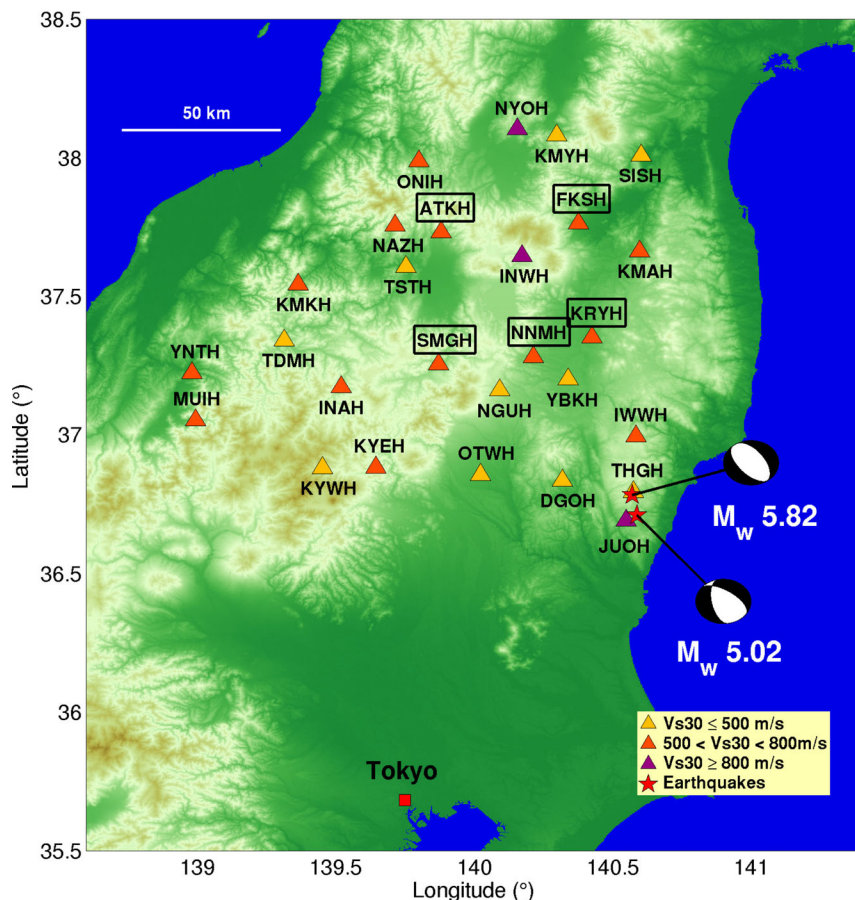 38.5
50 km
NYOH
KMYH
38
SISH
ONIH
FKSH
ATKH
NAZH
INWH
KMAH
TSTH
37.5
KMKH
KRYH
NNMH
SMGH
YNTH
TDMH
MUIH
INAH
NGUH
YBKH
IWWH
37
KYEH
OTWH
THGH
KYWH
DGOH
M_w 5.82
JUOH
36.5
M_w 5.02
36
Vs30 ≤ 500 m/s
500 < Vs30 < 800m/s
Vs30 ≥ 800 m/s
Earthquakes
Tokyo
35.5
139
139.5
140
140.5
141
Longitude (°)
Latitude (°)